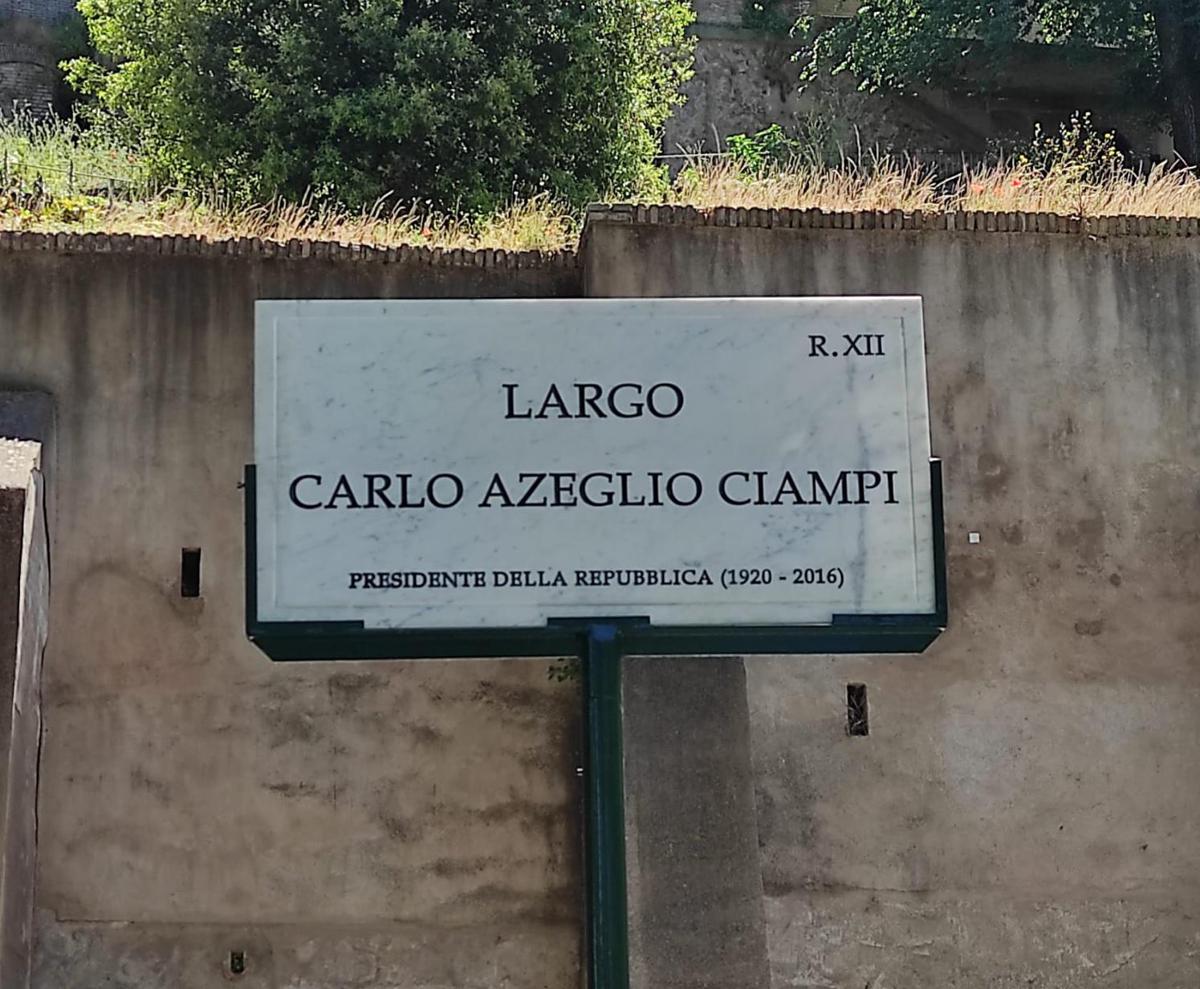 R.XII
LARGO
CARLO AZEGLIO CIAMPI
PRESIDENTE DELLA REPUBBLICA (1920 - 2016)